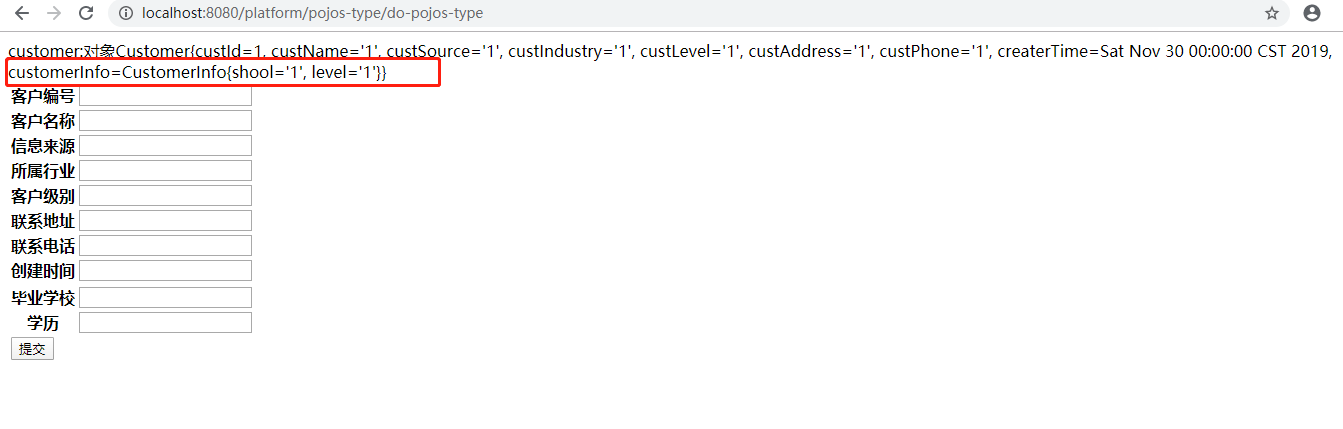 localhost:8080/platform/pojos-type/do-pojos-type
customer:对象Customer{custId=1, custName='1', custSource='1', custIndustry='1', custLevel='1', custAddress='1', custPhone='1', createrTime=Sat Nov 30 00:00:00 CST 2019,
customerInfo=CustomerInfo{shool='1', level='1'}}
客户编号
客户名称
信息来源
所属行业
客户级别
联系地址
联系电话
创建时间
毕业学校
学历
提交